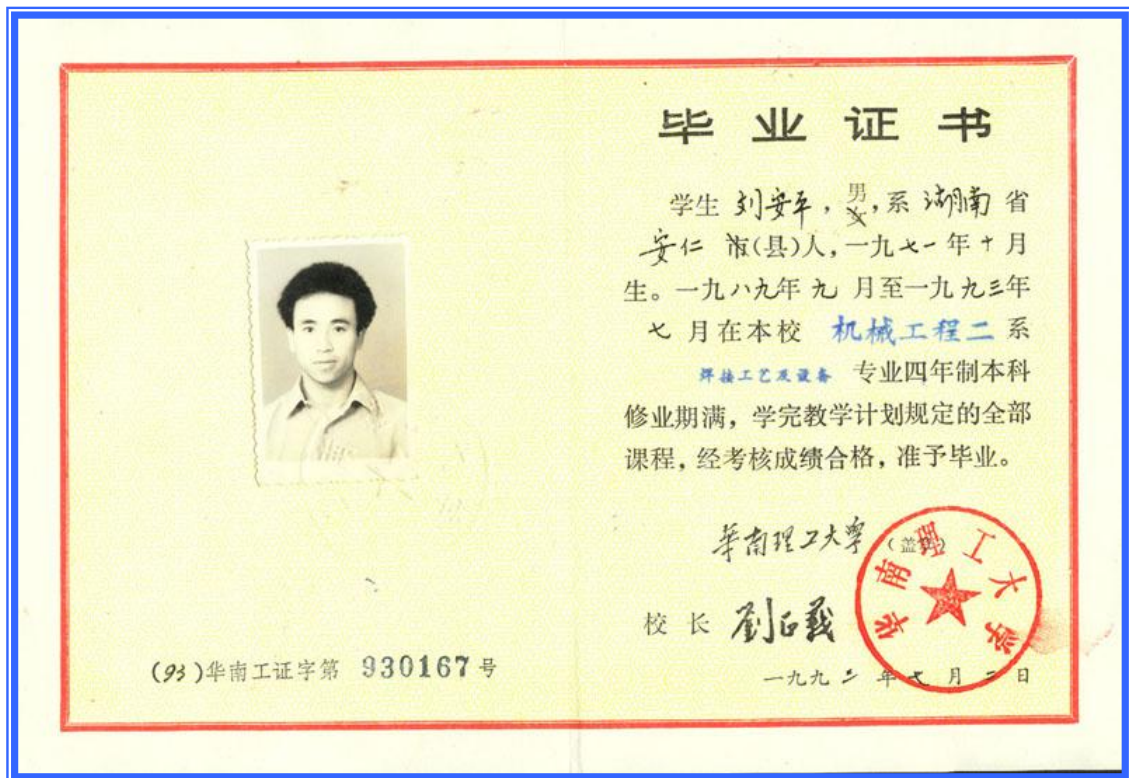 毕业证书
学生 刘安平，男女，系 湖南 省
安仁 市(县)人，一九七一年十月
生。一九八九年 九 月至一九九三年
七 月在本校 机械工程二 系
焊接工艺及设备 专业四年制本科
修业期满，学完教学计划规定的全部
课程，经考核成绩合格，准予毕业。
华南理工大学 (盖章)
华南理工大学
校 长 刘正義
一九九三年七月二日
(93)华南工证字第 930167 号